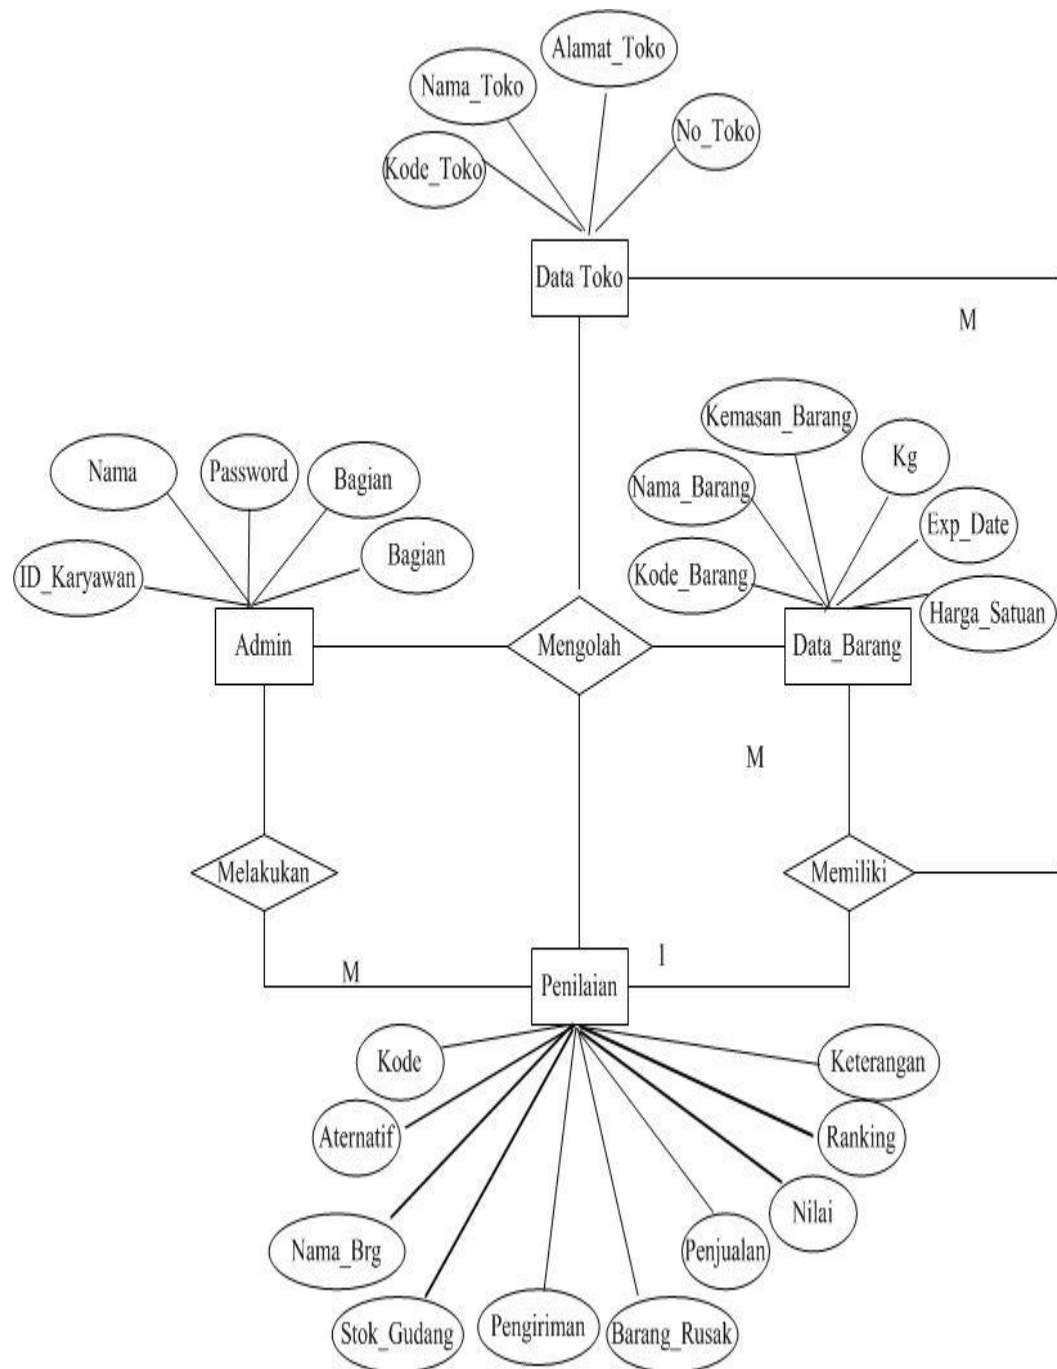 Alamat_Toko
Nama_Toko
No_Toko
Kode_Toko
Data Toko
M
Kemasan_Barang
Kg
Nama
Password
Bagian
Nama_Barang
Exp_Date
Bagian
Kode_Barang
ID_Karyawan
Harga_Satuan
Admin
Mengolah
Data_Barang
M
Melakukan
Memiliki
M
1
Penilaian
Kode
Keterangan
Aternatif
Ranking
Nilai
Nama_Brg
Penjualan
Stok_Gudang
Pengiriman
Barang_Rusak